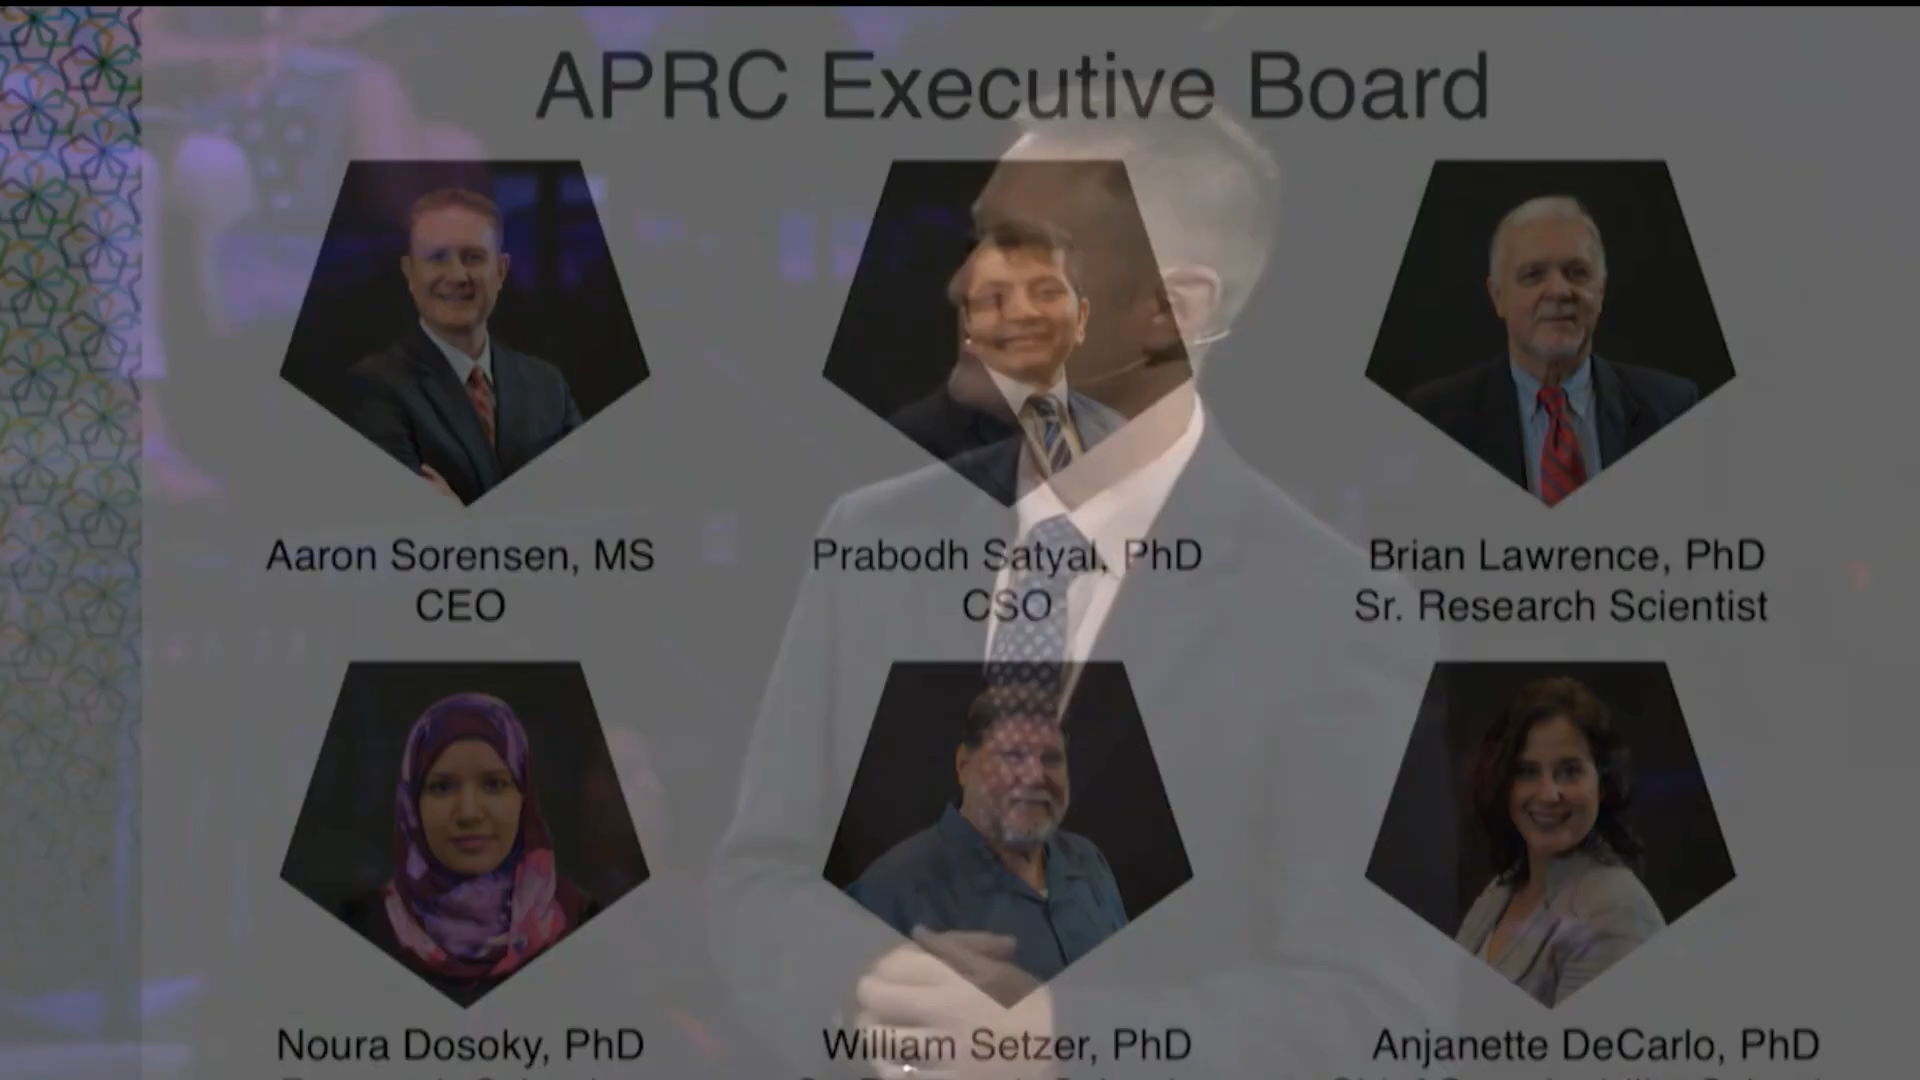 APRC Executive Board
Aaron Sorensen, MS
CEO
Prabodh Satyal, PhD
CSO
Brian Lawrence, PhD
Sr. Research Scientist
Noura Dosoky, PhD
William Setzer, PhD
Anjanette DeCarlo, PhD